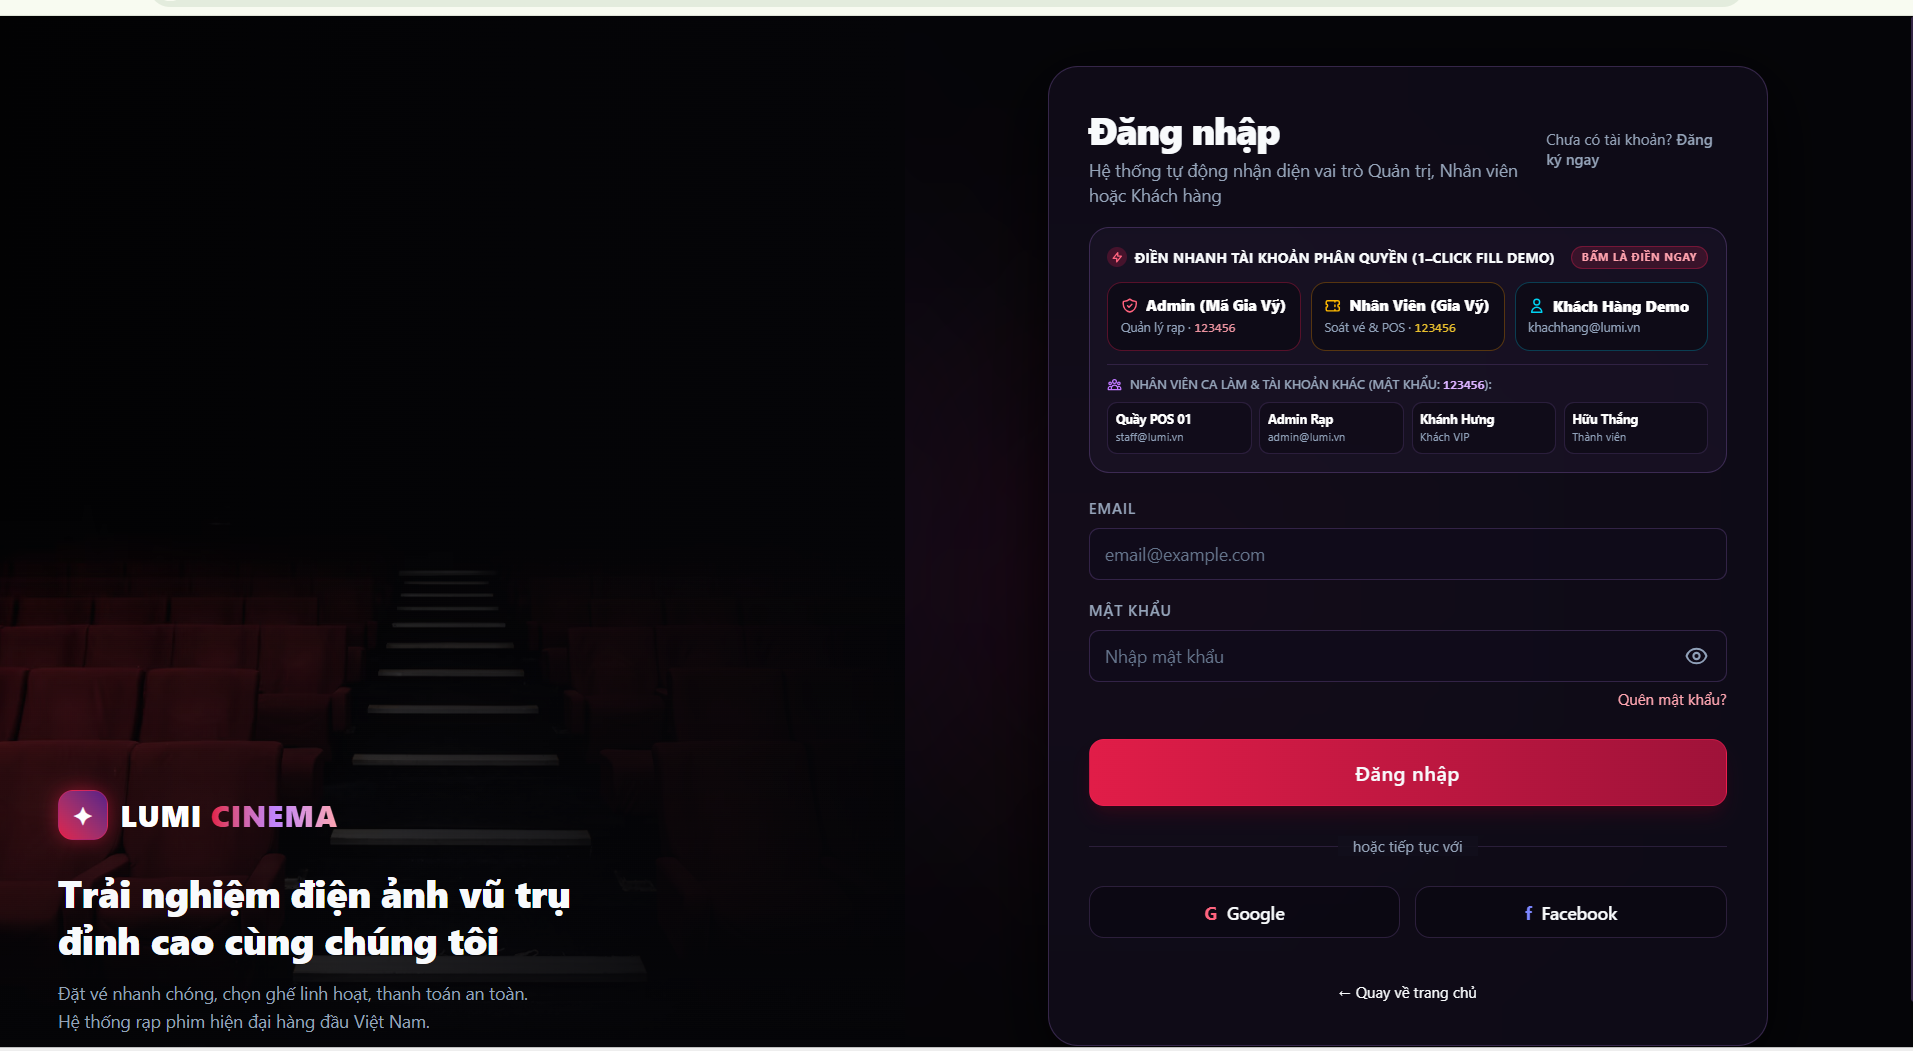 Đăng nhập
Hệ thống tự động nhận diện vai trò Quản trị, Nhân viên
hoặc Khách hàng
Chưa có tài khoản? Đăng
ký ngay
ĐIỀN NHANH TÀI KHOẢN PHÂN QUYỀN (1-CLICK FILL DEMO)
BẤM LÀ ĐIỀN NGAY
Admin (Mã Gia Vỹ)
Quản lý rạp · 123456
Nhân Viên (Gia Vỹ)
Soát vé & POS · 123456
Khách Hàng Demo
khachhang@lumi.vn
NHÂN VIÊN CA LÀM & TÀI KHOẢN KHÁC (MẬT KHẨU: 123456):
Quầy POS 01
staff@lumi.vn
Admin Rạp
admin@lumi.vn
Khánh Hưng
Khách VIP
Hữu Thắng
Thành viên
EMAIL
email@example.com
MẬT KHẨU
Nhập mật khẩu
Quên mật khẩu?
Đăng nhập
hoặc tiếp tục với
G Google
f Facebook
← Quay về trang chủ
LUMI CINEMA
Trải nghiệm điện ảnh vũ trụ
đỉnh cao cùng chúng tôi
Đặt vé nhanh chóng, chọn ghế linh hoạt, thanh toán an toàn.
Hệ thống rạp phim hiện đại hàng đầu Việt Nam.